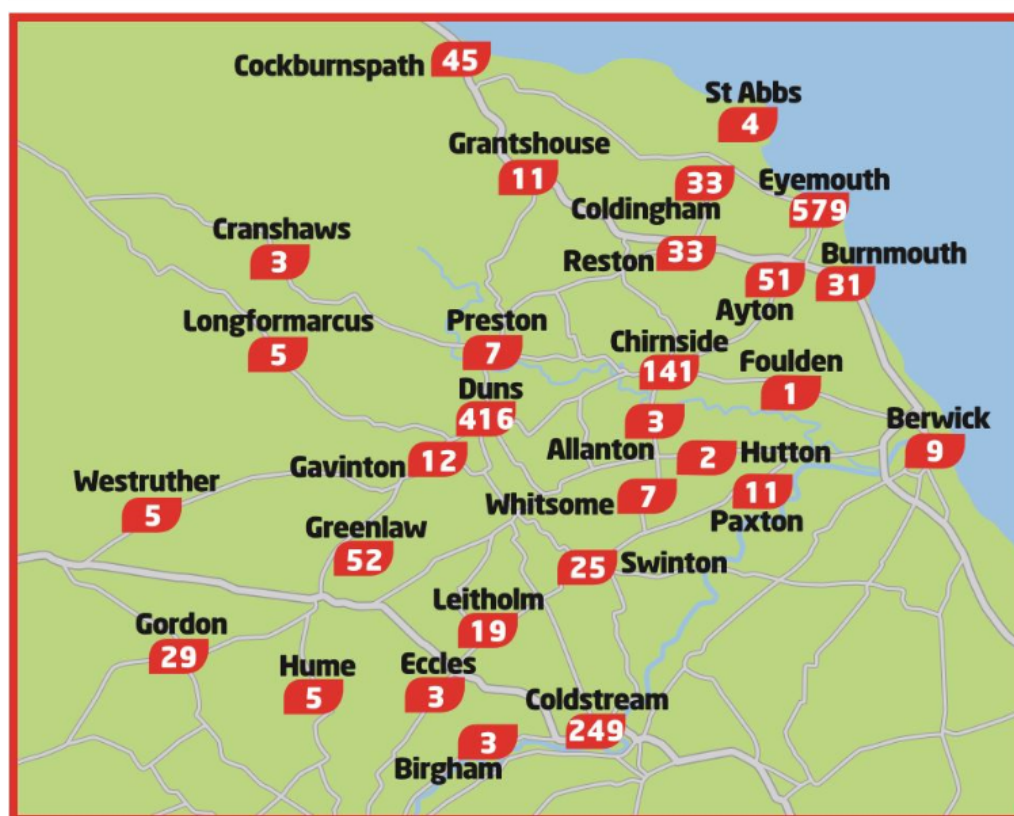 Cockburnspath
45
St Abbs
4
Grantshouse
11
33
Coldingham
Eyemouth
579
Cranshaws
3
Reston
33
Burnmouth
31
51
Ayton
Longformarcus
5
Preston
7
Chirnside
141
Foulden
1
Duns
416
3
Allanton
Berwick
9
Gavinton
12
2
Hutton
Westruther
5
Whitsome
7
11
Paxton
Greenlaw
52
25
Swinton
Leitholm
19
Gordon
29
Hume
5
Eccles
3
Coldstream
249
3
Birgham